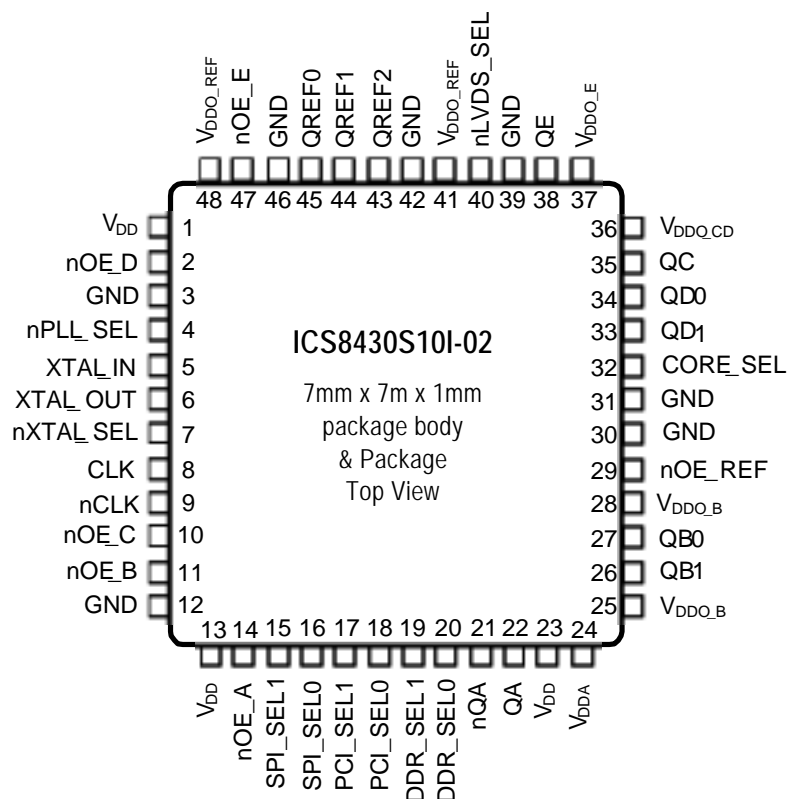 VDDO_REF
nOE_E
GND
QREF0
QREF1
QREF2
GND
VDDO_REF
nLVDS_SEL
GND
QE
VDDO_E
48 47 46 45 44 43 42 41 40 39 38 37
VDD 1
nOE_D 2
GND 3
nPLL_SEL 4
XTAL_IN 5
XTAL_OUT 6
nXTAL_SEL 7
CLK 8
nCLK 9
nOE_C 10
nOE_B 11
GND 12
ICS8430S10I-02
7mm x 7m x 1mm
package body
& Package
Top View
36 VDDO_CD
35 QC
34 QD0
33 QD1
32 CORE_SEL
31 GND
30 GND
29 nOE_REF
28 VDDO_B
27 QB0
26 QB1
25 VDDO_B
13 14 15 16 17 18 19 20 21 22 23 24
VDD
nOE_A
SPI_SEL1
SPI_SEL0
PCI_SEL1
PCI_SEL0
DDR_SEL1
DDR_SEL0
nQA
QA
VDD
VDDA